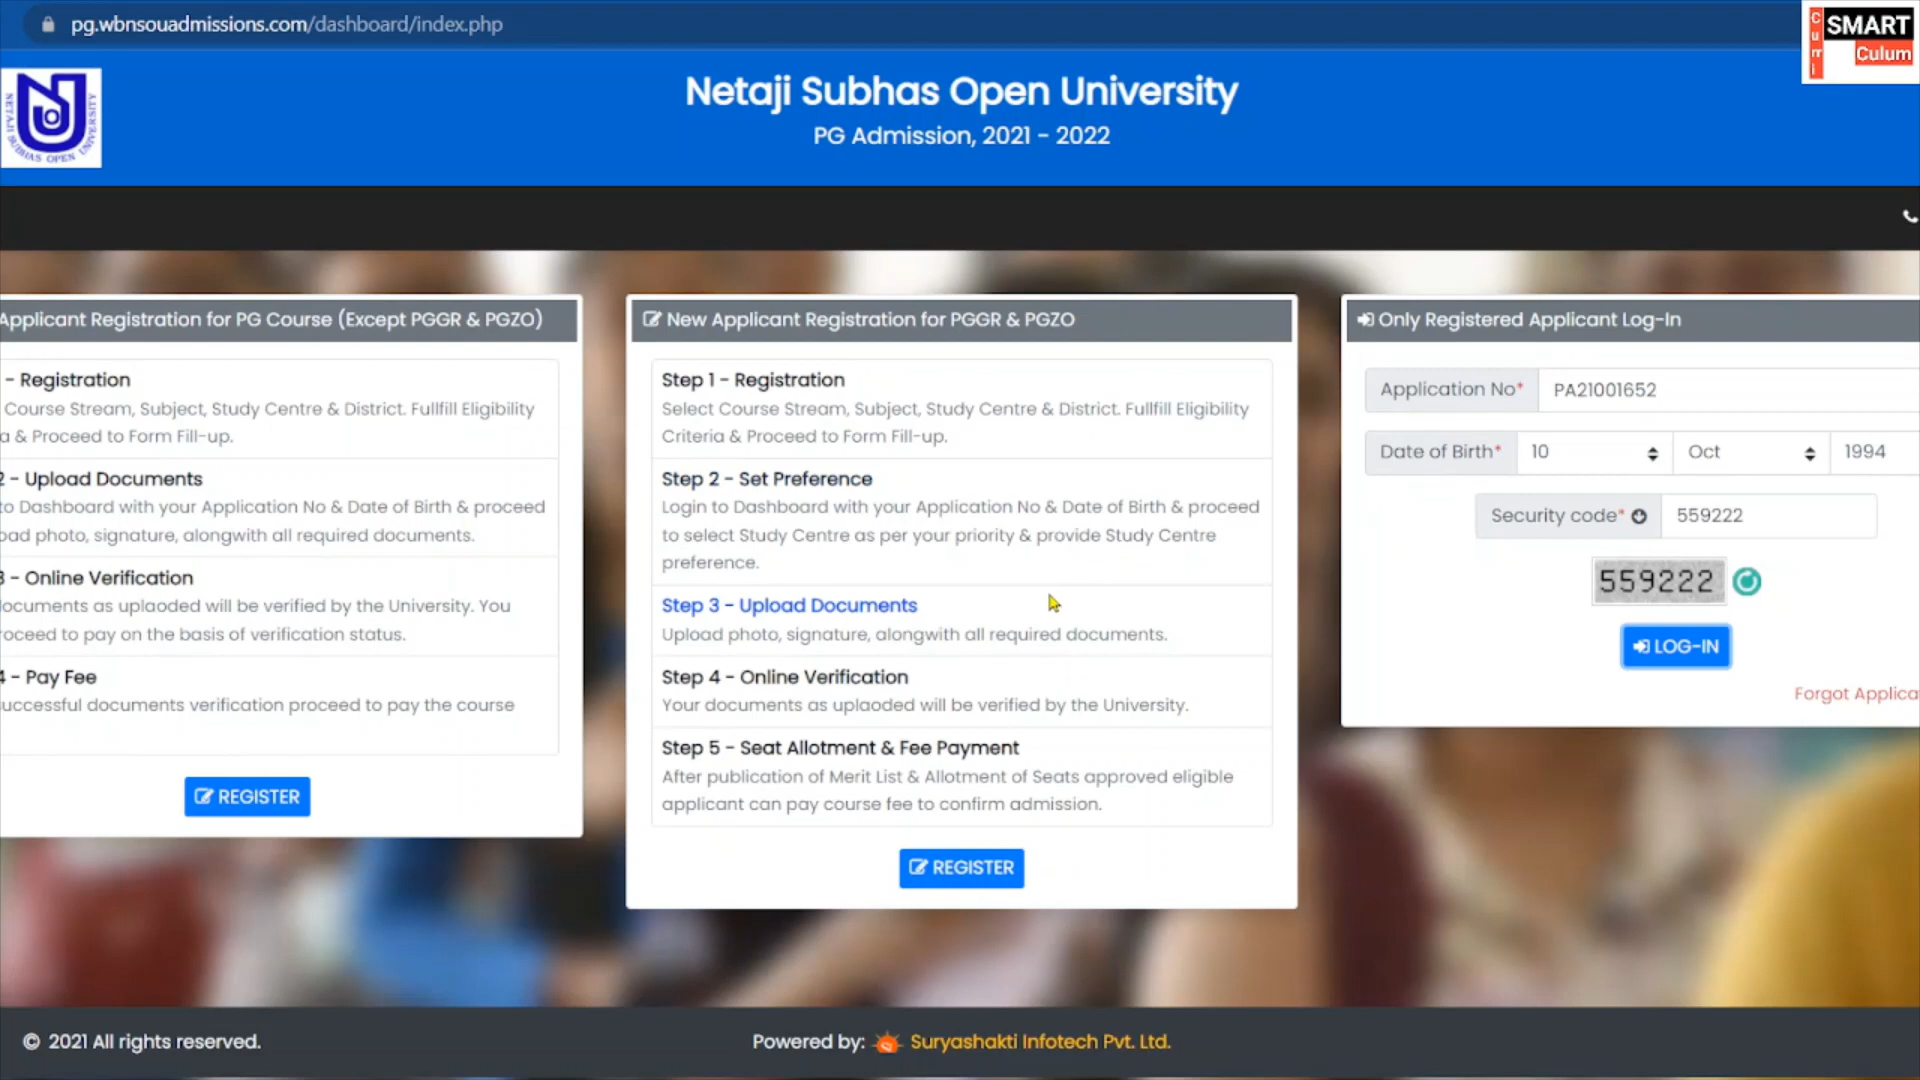 pg.wbnsouadmissions.com/dashboard/index.php
SMART
Curri
Culum
NETAJI SUBHAS OPEN UNIVERSITY
Netaji Subhas Open University
PG Admission, 2021 - 2022
Applicant Registration for PG Course (Except PGGR & PGZO)
- Registration
Course Stream, Subject, Study Centre & District. Fullfill Eligibility
a & Proceed to Form Fill-up.
2 - Upload Documents
to Dashboard with your Application No & Date of Birth & proceed
oad photo, signature, alongwith all required documents.
3 - Online Verification
documents as uplaoded will be verified by the University. You
roceed to pay on the basis of verification status.
4 - Pay Fee
successful documents verification proceed to pay the course
REGISTER
New Applicant Registration for PGGR & PGZO
Step 1 - Registration
Select Course Stream, Subject, Study Centre & District. Fullfill Eligibility
Criteria & Proceed to Form Fill-up.
Step 2 - Set Preference
Login to Dashboard with your Application No & Date of Birth & proceed
to select Study Centre as per your priority & provide Study Centre
preference.
Step 3 - Upload Documents
Upload photo, signature, alongwith all required documents.
Step 4 - Online Verification
Your documents as uplaoded will be verified by the University.
Step 5 - Seat Allotment & Fee Payment
After publication of Merit List & Allotment of Seats approved eligible
applicant can pay course fee to confirm admission.
REGISTER
Only Registered Applicant Log-In
Application No* PA21001652
Date of Birth* 10 Oct 1994
Security code* 559222
559222
LOG-IN
Forgot Applica
© 2021 All rights reserved.
Powered by: Suryashakti Infotech Pvt. Ltd.